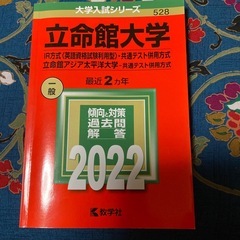 大学入試シリーズ
528
立命館大学
IR方式〈英語資格試験利用型〉・共通テスト併用方式
立命館アジア太平洋大学－共通テスト併用方式
一般
最近2ヵ年
傾向と対策
過去問
解答
2022
教学社